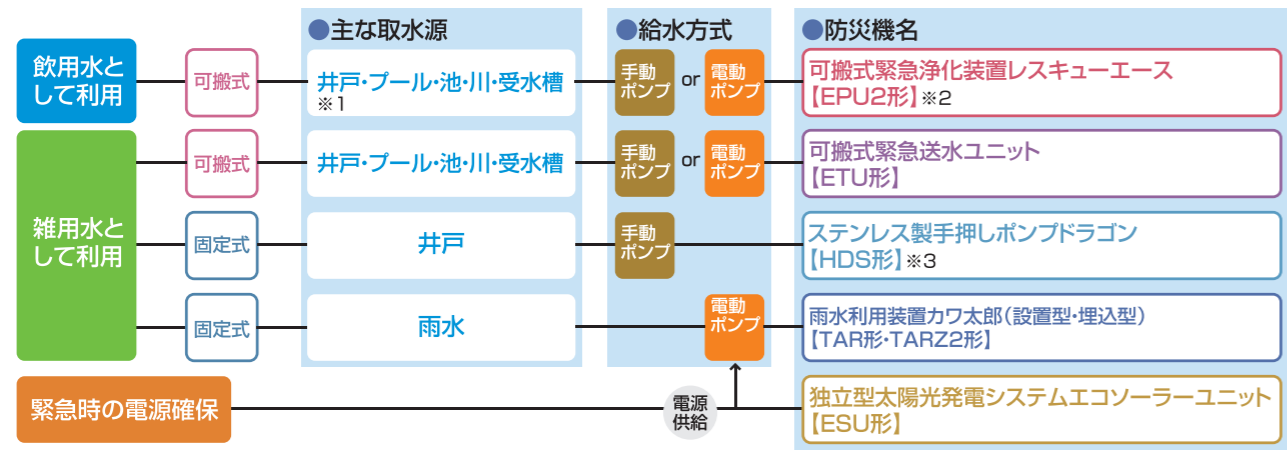 ●主な取水源
●給水方式
●防災機名
飲用水と
して利用
可搬式
井戸・プール・池・川・受水槽
※1
手動
ポンプ
or
電動
ポンプ
可搬式緊急浄化装置レスキューエース
【EPU2形】※2
雑用水と
して利用
可搬式
井戸・プール・池・川・受水槽
手動
ポンプ
or
電動
ポンプ
可搬式緊急送水ユニット
【ETU形】
固定式
井戸
手動
ポンプ
ステンレス製手押しポンプドラゴン
【HDS形】※3
固定式
雨水
電動
ポンプ
雨水利用装置カワ太郎（設置型・埋込型）
【TAR形・TARZ2形】
緊急時の電源確保
電源
供給
独立型太陽光発電システムエコソーラーユニット
【ESU形】